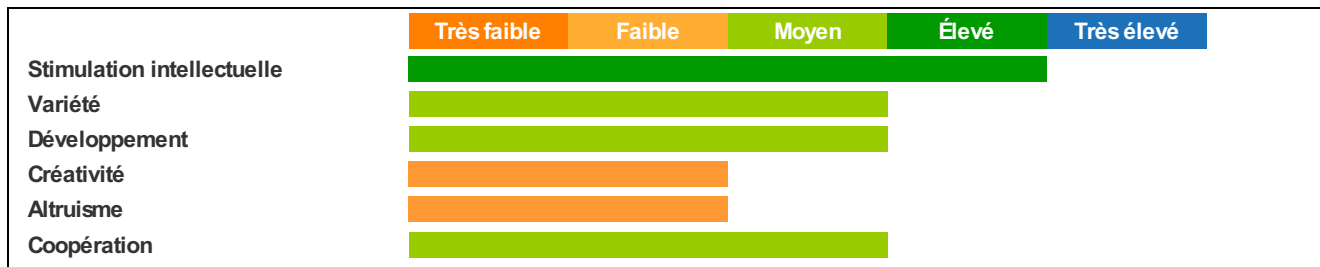 Très faible Faible Moyen Élevé Très élevé
Stimulation intellectuelle
Variété
Développement
Créativité
Altruisme
Coopération